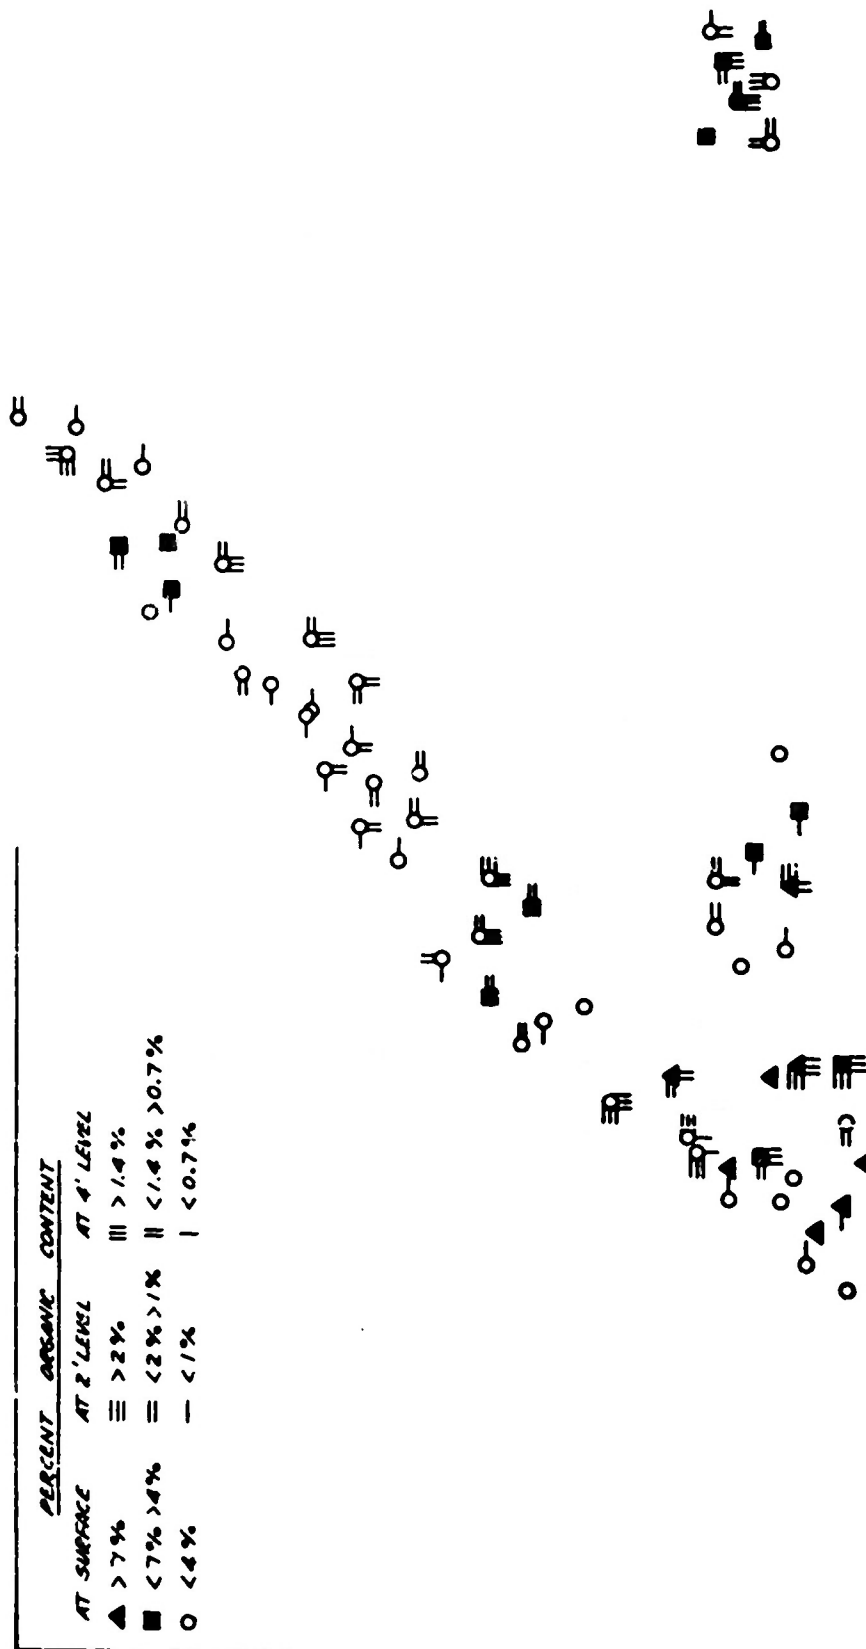 PERCENT ORGANIC CONTENT
AT SURFACE AT 2' LEVEL AT 4' LEVEL
▲ >7% ≡ >2% ||| >1.4%
■ <7% >4% = <2% >1% || <1.4% >0.7%
○ <4% — <1% | <0.7%